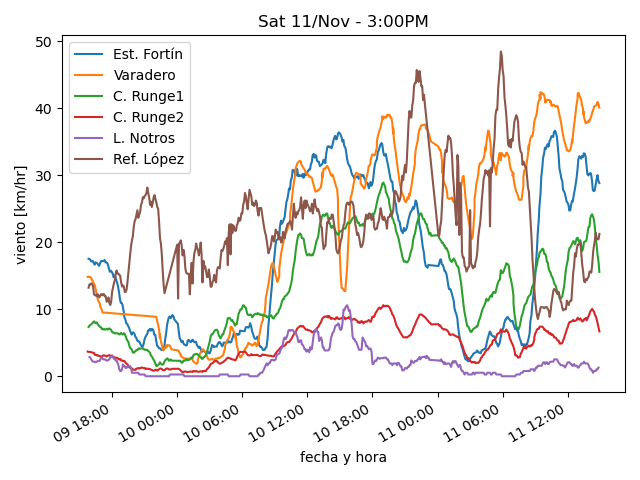 Sat 11/Nov - 3:00PM
50
40
30
20
10
0
viento [km/hr]
Est. Fortín
Varadero
C. Runge1
C. Runge2
L. Notros
Ref. López
09 18:00
10 00:00
10 06:00
10 12:00
10 18:00
11 00:00
11 06:00
11 12:00
fecha y hora